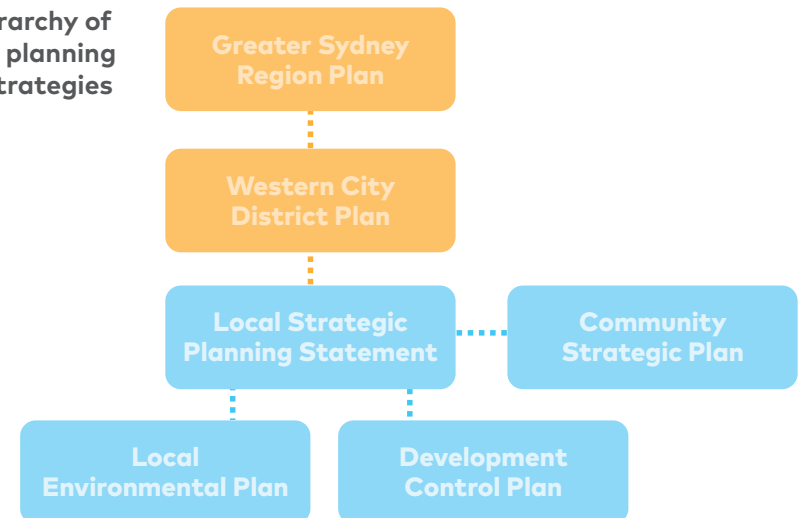 rarchy of
planning
trategies
Greater Sydney
Region Plan
Western City
District Plan
Local Strategic
Planning Statement
Community
Strategic Plan
Local
Environmental Plan
Development
Control Plan